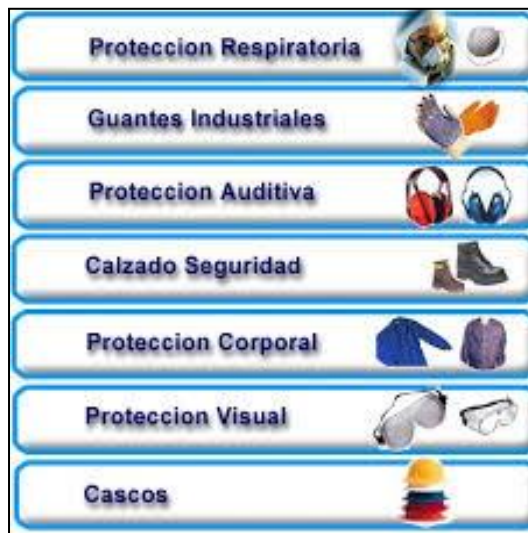 Proteccion Respiratoria
Guantes Industriales
Proteccion Auditiva
Calzado Seguridad
Proteccion Corporal
Proteccion Visual
Cascos